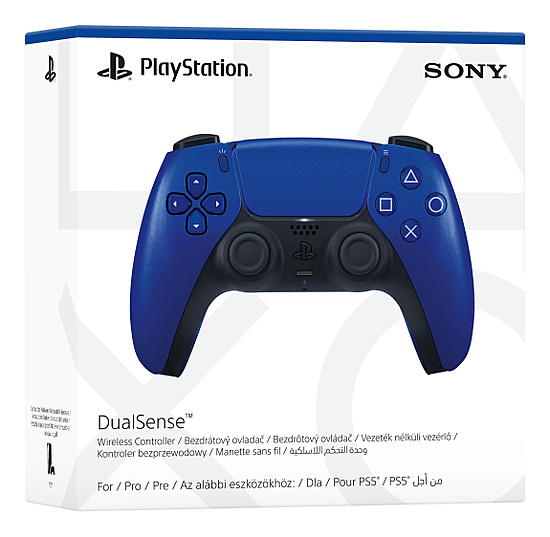 PlayStation®
SONY®
DualSense™
Wireless Controller / Bezdrátový ovladač / Bezdrôtový ovládač / Vezeték nélküli vezérlő /
Kontroler bezprzewodowy / Manette sans fil / وحدة التحكم اللاسلكية
For / Pro / Pre / Az alábbi eszközökhöz: / Dla / Pour PS5® / PS5® من أجل